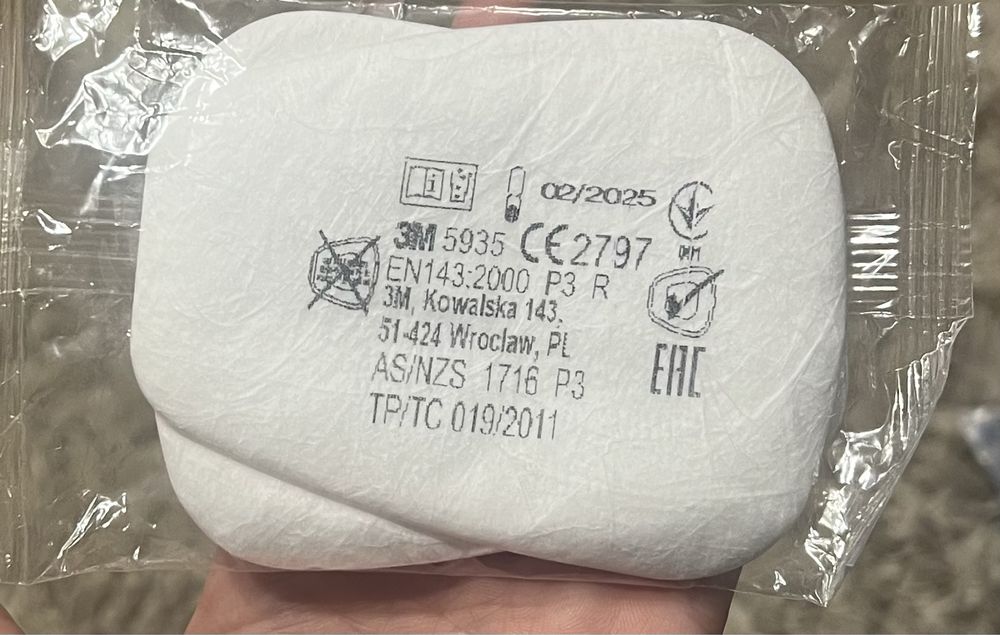 02/2025
3M 5935 CE 2797
EN143:2000 P3 R
3M, Kowalska 143.
51-424 Wroclaw, PL
AS/NZS 1716 P3
TP/TC 019/2011
EAC